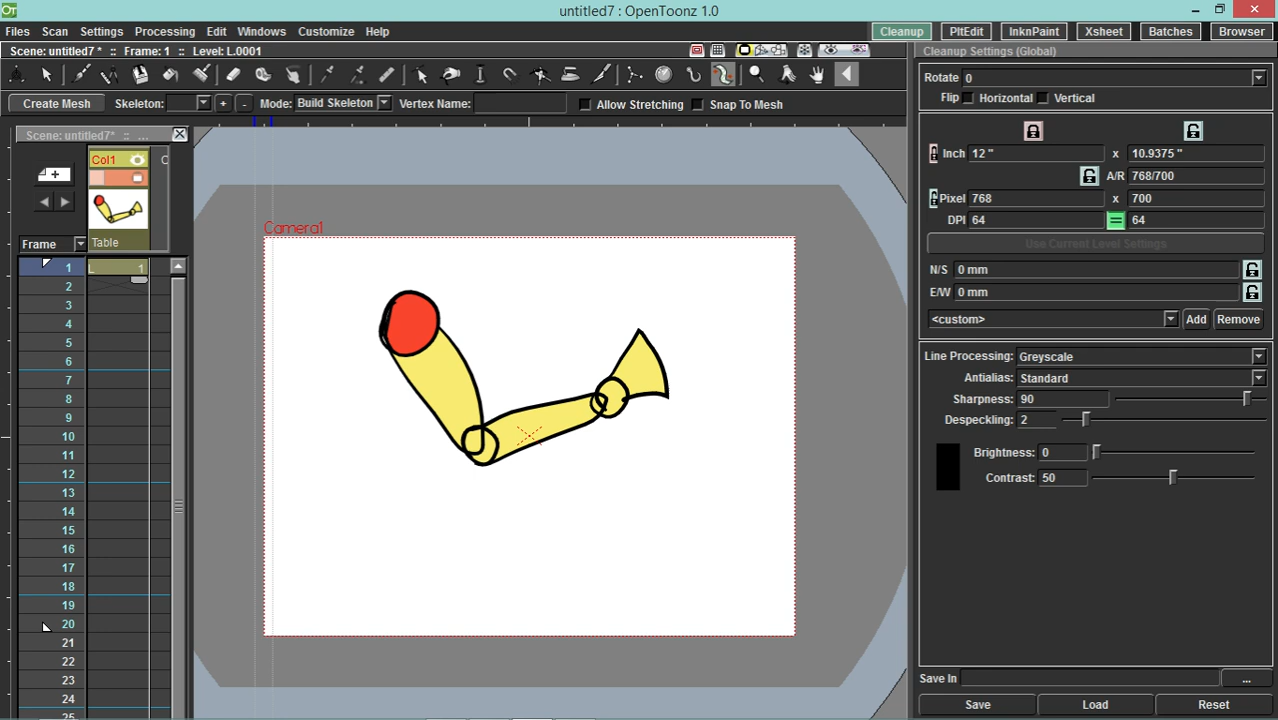 OT untitled7 : OpenToonz 1.0
Files Scan Settings Processing Edit Windows Customize Help Cleanup PltEdit InknPaint Xsheet Batches Browser
Scene: untitled7 * :: Frame: 1 :: Level: L.0001 Cleanup Settings (Global)
Rotate 0
Flip Horizontal Vertical
Create Mesh Skeleton: + - Mode: Build Skeleton Vertex Name: Allow Stretching Snap To Mesh
Scene: untitled7* :: ...
Col1
Table
Frame
L 1
1
2
3
4
5
6
7
8
9
10
11
12
13
14
15
16
17
18
19
20
21
22
23
24
25
Camera1
Inch 12 " x 10.9375 "
A/R 768/700
Pixel 768 x 700
DPI 64 = 64
Use Current Level Settings
N/S 0 mm
E/W 0 mm
<custom> Add Remove
Line Processing: Greyscale
Antialias: Standard
Sharpness: 90
Despeckling: 2
Brightness: 0
Contrast: 50
Save In ...
Save Load Reset